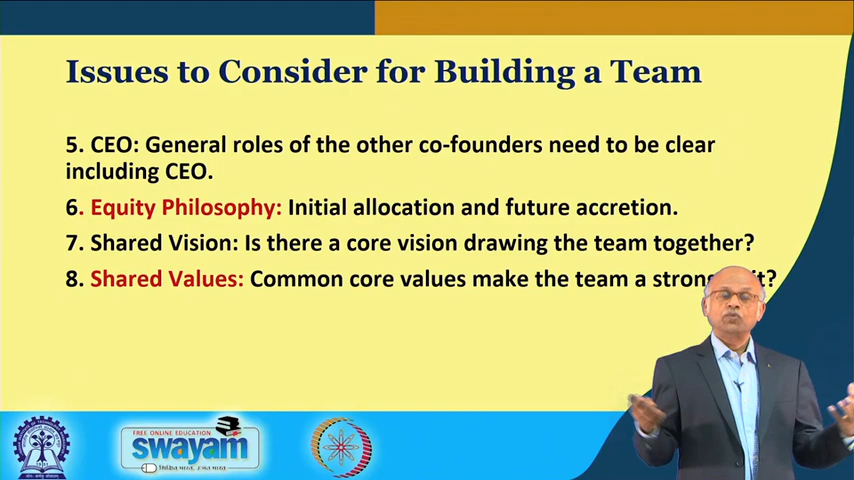 Issues to Consider for Building a Team
5. CEO: General roles of the other co-founders need to be clear
including CEO.
6. Equity Philosophy: Initial allocation and future accretion.
7. Shared Vision: Is there a core vision drawing the team together?
8. Shared Values: Common core values make the team a strong
FREE ONLINE EDUCATION
swayam